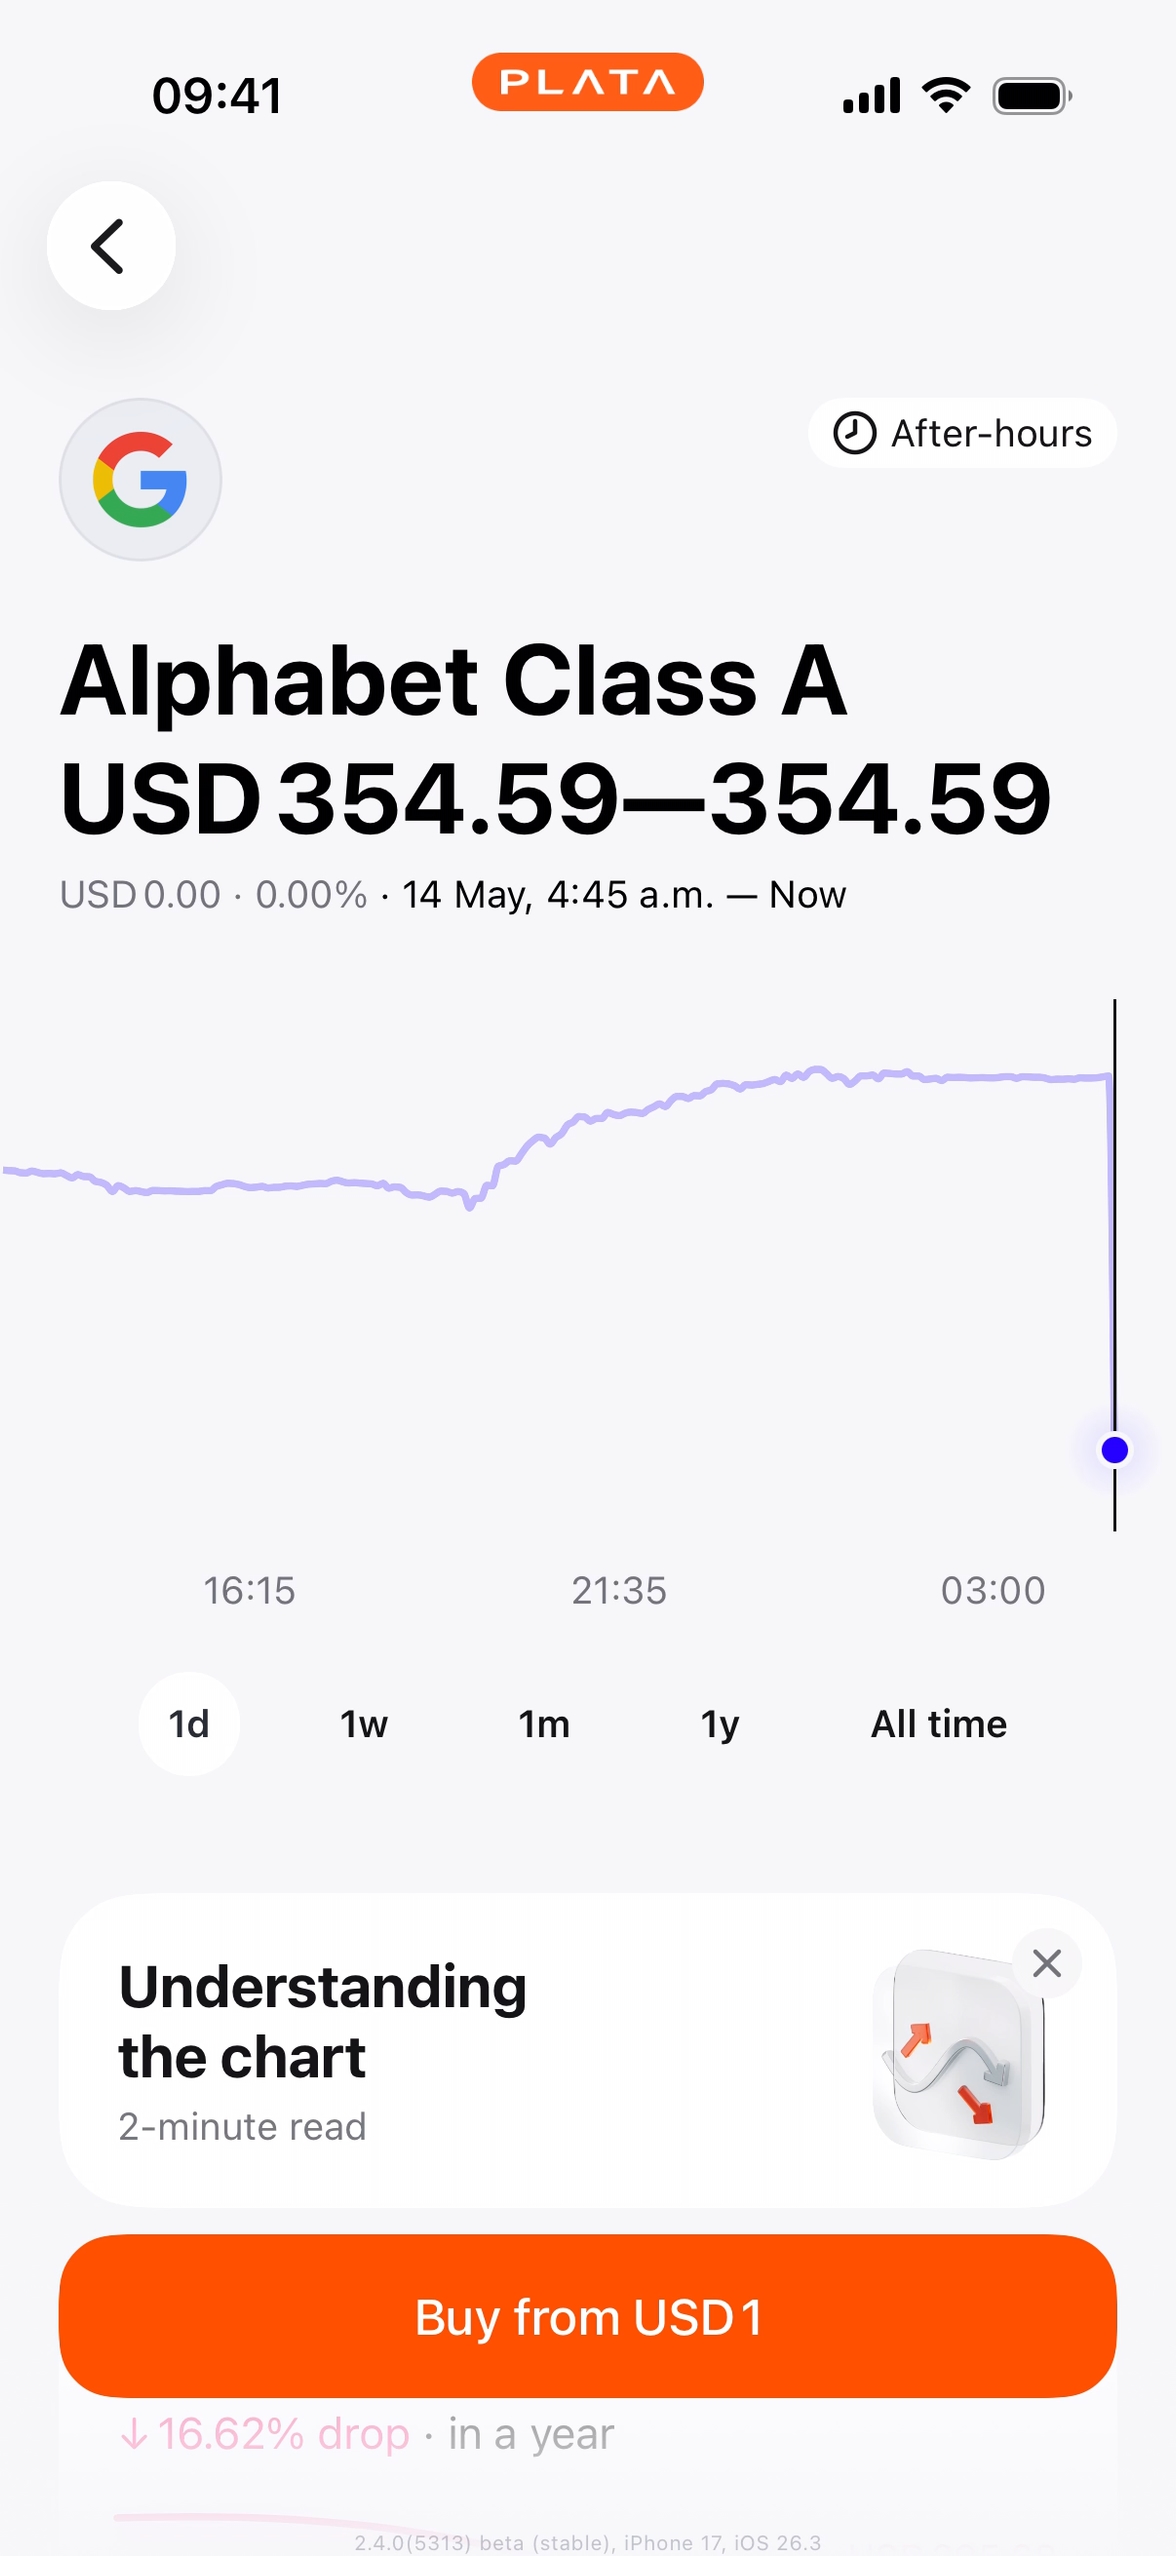 09:41
PLATA
After-hours
Alphabet Class A
USD 354.59—354.59
USD 0.00 · 0.00% · 14 May, 4:45 a.m. — Now
16:15 21:35 03:00
1d 1w 1m 1y All time
Understanding
the chart
2-minute read
Buy from USD 1
↓ 16.62% drop · in a year
2.4.0(5313) beta (stable), iPhone 17, iOS 26.3